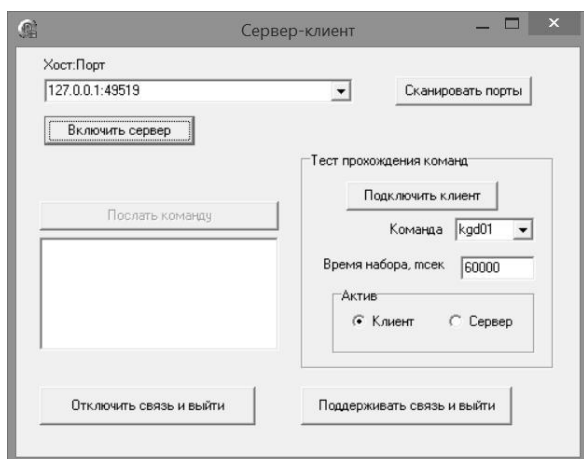 Сервер-клиент
Хост:Порт
127.0.0.1:49519
Сканировать порты
Включить сервер
Тест прохождения команд
Подключить клиент
Послать команду
Команда kgd01
Время набора, mсек 60000
Актив
Клиент Сервер
Отключить связь и выйти
Поддерживать связь и выйти